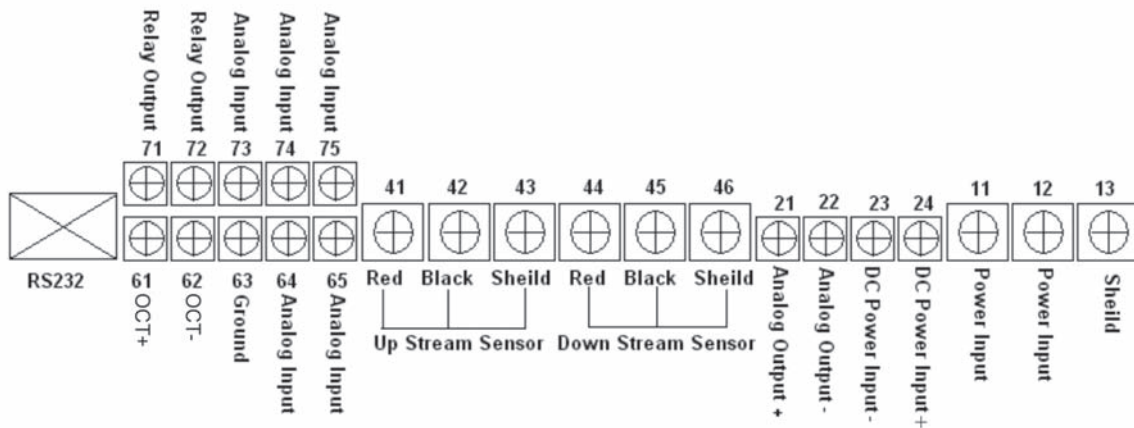 Relay Output
Relay Output
Analog Input
Analog Input
Analog Input
71 72 73 74 75
41 42 43 44 45 46
21 22 23 24
11 12 13
RS232
61 62 63 64 65
OCT+
OCT-
Ground
Analog Input
Analog Input
Red Black Sheild Red Black Sheild
Up Stream Sensor Down Stream Sensor
Analog Output +
Analog Output -
DC Power Input -
DC Power Input +
Power Input
Power Input
Sheild